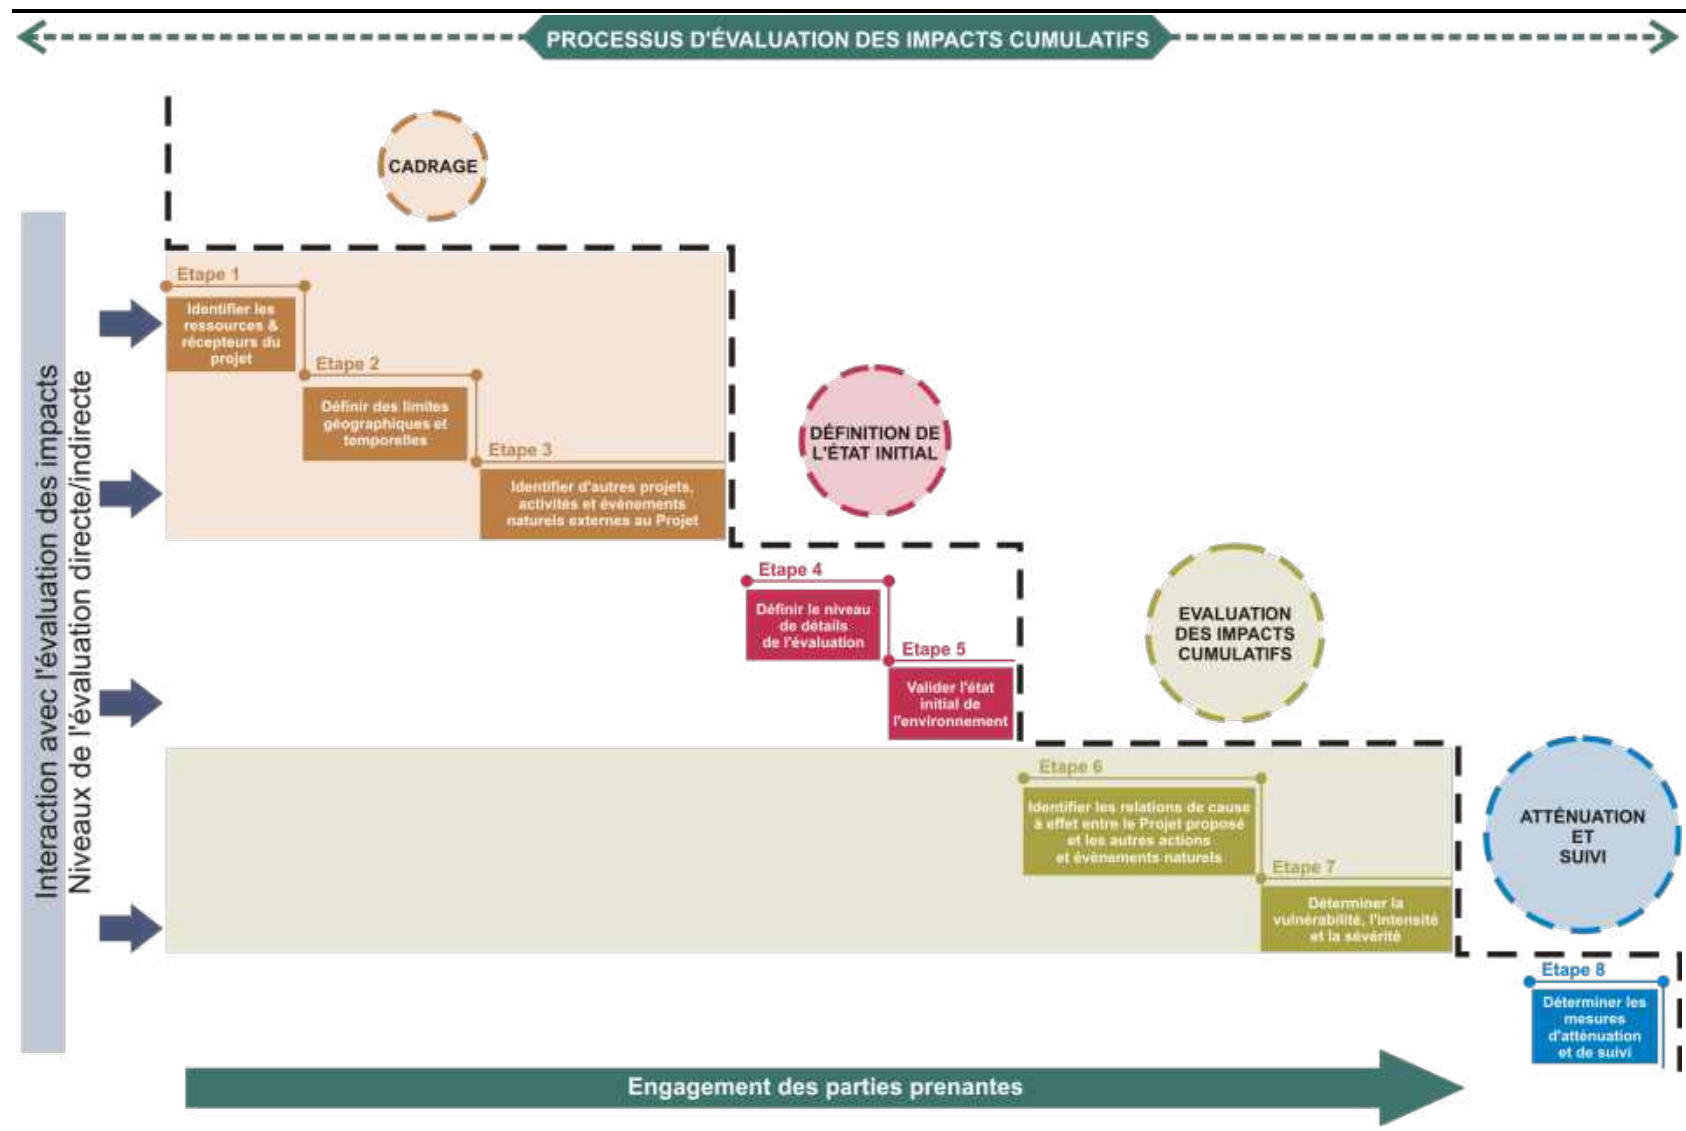 PROCESSUS D'ÉVALUATION DES IMPACTS CUMULATIFS
CADRAGE
Etape 1
Identifier les
ressources &
récepteurs du
projet
Etape 2
Définir des limites
géographiques et
temporelles
Etape 3
Identifier d'autres projets,
activités et évènements
naturels externes au Projet
DÉFINITION DE
L'ÉTAT INITIAL
Etape 4
Définir le niveau
de détails
de l'évaluation
Etape 5
Valider l'état
initial de
l'environnement
EVALUATION
DES IMPACTS
CUMULATIFS
Etape 6
Identifier les relations de cause
à effet entre le Projet proposé
et les autres actions
et évènements naturels
Etape 7
Déterminer la
vulnérabilité, l'intensité
et la sévérité
ATTÉNUATION
ET
SUIVI
Etape 8
Déterminer les
mesures
d'atténuation
et de suivi
Interaction avec l'évaluation des impacts
Niveaux de l'évaluation directe/indirecte
Engagement des parties prenantes